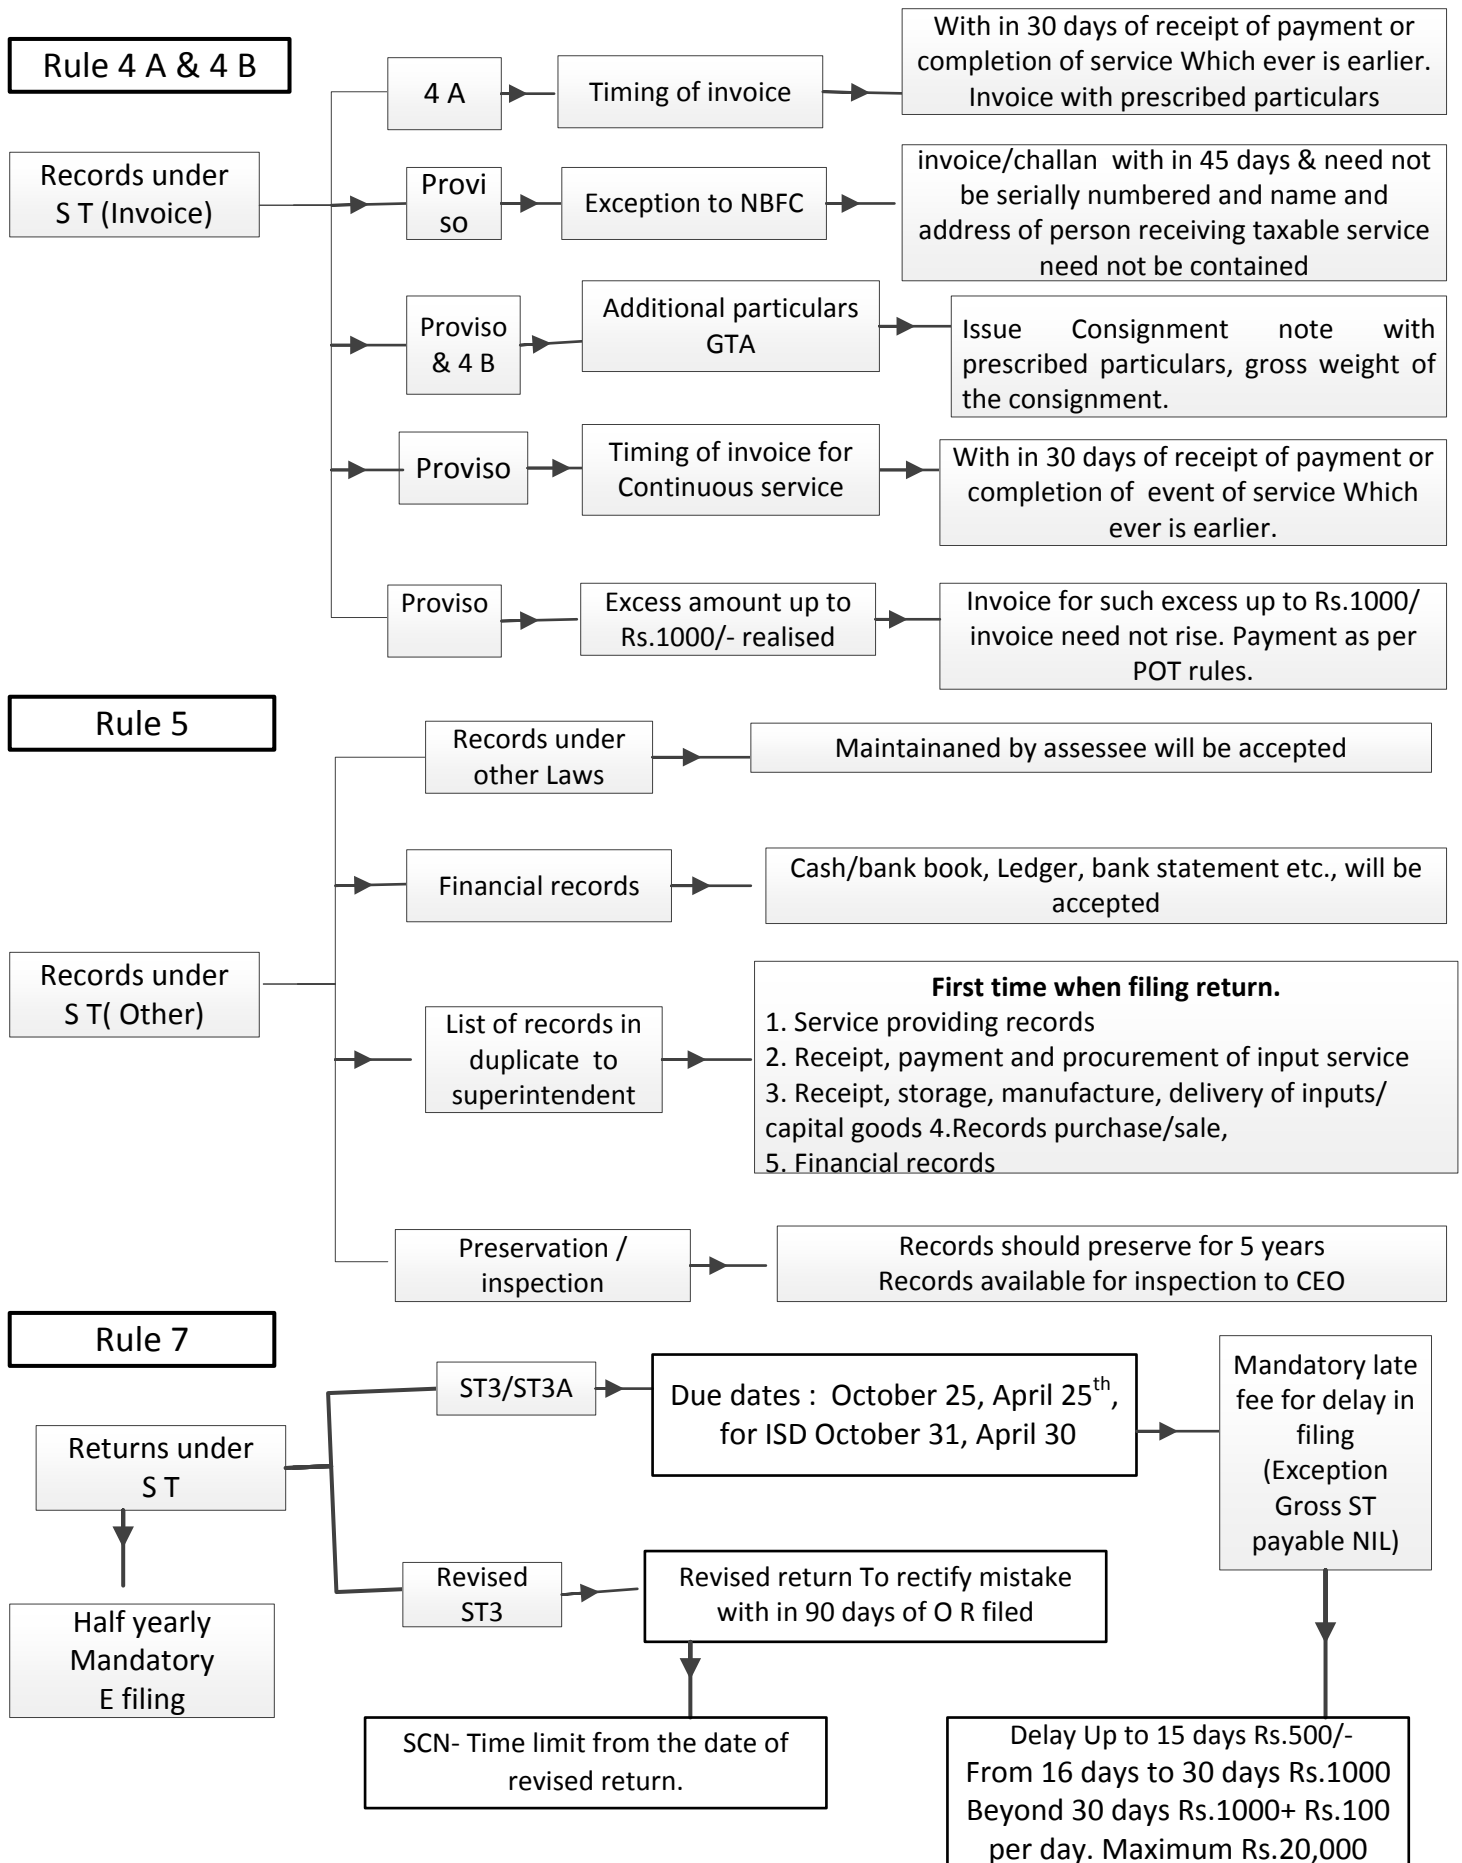 Rule 4 A & 4 B
Records under
S T (Invoice)
4 A
Timing of invoice
With in 30 days of receipt of payment or
completion of service Which ever is earlier.
Invoice with prescribed particulars
Provi
so
Exception to NBFC
invoice/challan with in 45 days & need not
be serially numbered and name and
address of person receiving taxable service
need not be contained
Proviso
& 4 B
Additional particulars
GTA
Issue Consignment note with
prescribed particulars, gross weight of
the consignment.
Proviso
Timing of invoice for
Continuous service
With in 30 days of receipt of payment or
completion of event of service Which
ever is earlier.
Proviso
Excess amount up to
Rs.1000/- realised
Invoice for such excess up to Rs.1000/
invoice need not rise. Payment as per
POT rules.
Rule 5
Records under
S T( Other)
Records under
other Laws
Maintainaned by assessee will be accepted
Financial records
Cash/bank book, Ledger, bank statement etc., will be
accepted
List of records in
duplicate to
superintendent
First time when filing return.
1. Service providing records
2. Receipt, payment and procurement of input service
3. Receipt, storage, manufacture, delivery of inputs/
capital goods 4.Records purchase/sale,
5. Financial records
Preservation /
inspection
Records should preserve for 5 years
Records available for inspection to CEO
Rule 7
Returns under
S T
Half yearly
Mandatory
E filing
ST3/ST3A
Due dates : October 25, April 25th,
for ISD October 31, April 30
Mandatory late
fee for delay in
filing
(Exception
Gross ST
payable NIL)
Revised
ST3
Revised return To rectify mistake
with in 90 days of O R filed
SCN- Time limit from the date of
revised return.
Delay Up to 15 days Rs.500/-
From 16 days to 30 days Rs.1000
Beyond 30 days Rs.1000+ Rs.100
per day. Maximum Rs.20,000